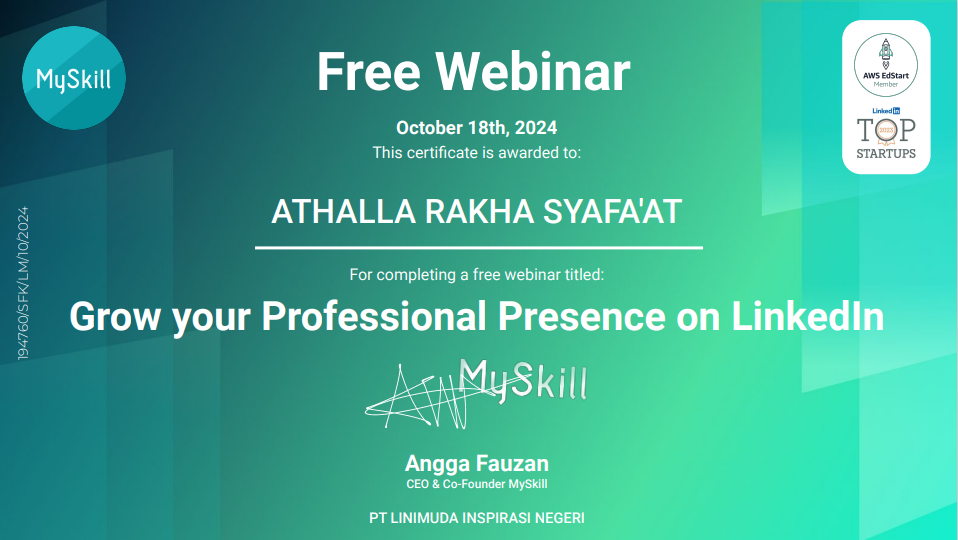 MySkill
Free Webinar
AWS EdStart
Member
LinkedIn
TOP
2023
STARTUPS
October 18th, 2024
This certificate is awarded to:
ATHALLA RAKHA SYAFA'AT
194760/SFK/LM/10/2024
For completing a free webinar titled:
Grow your Professional Presence on LinkedIn
MySkill
Angga Fauzan
CEO & Co-Founder MySkill
PT LINIMUDA INSPIRASI NEGERI